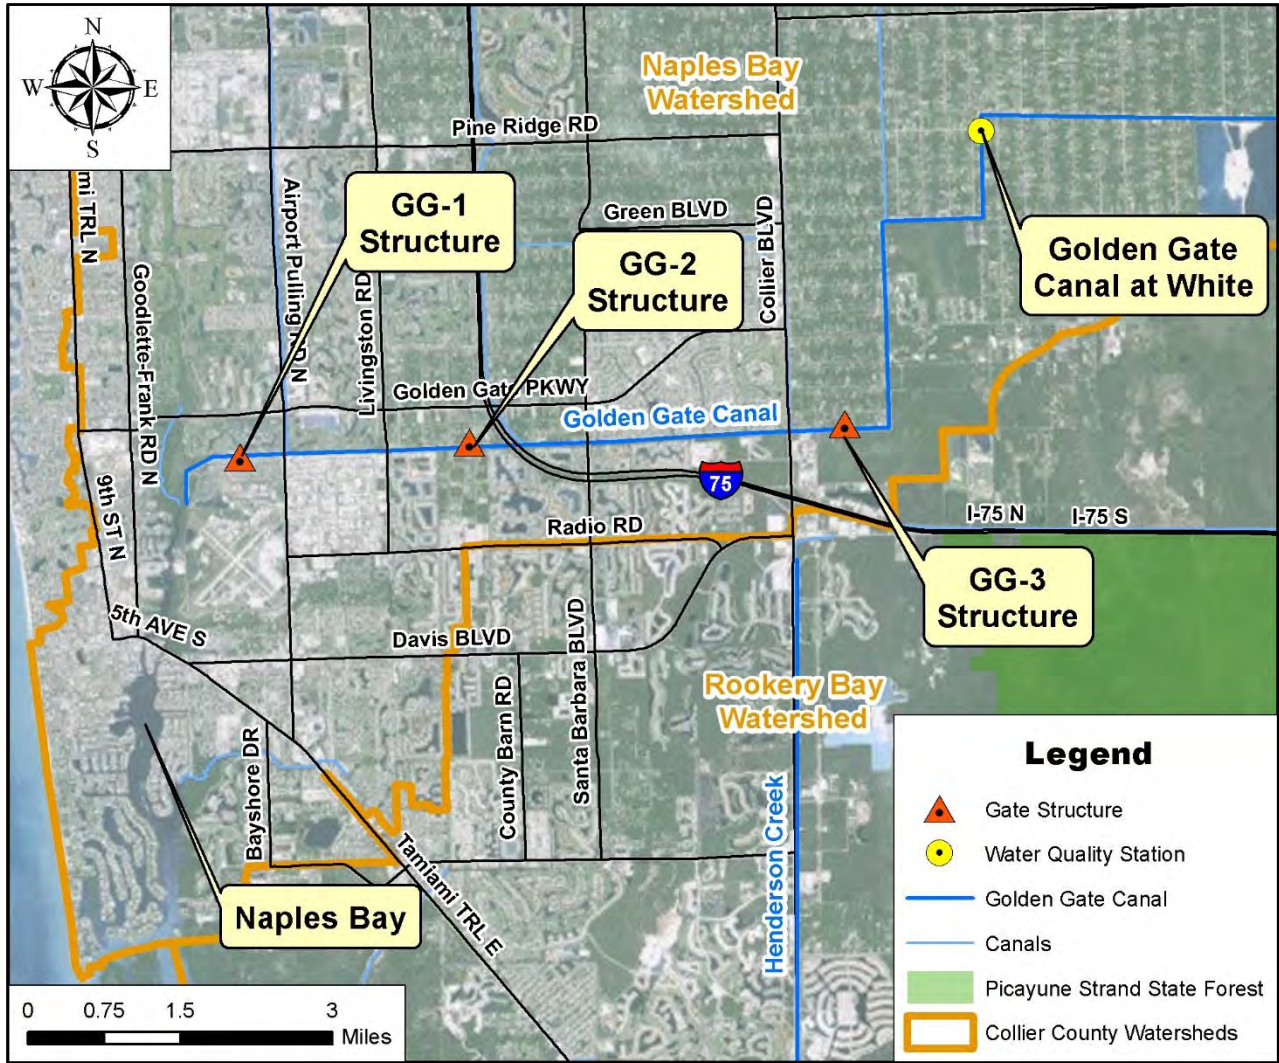 N
W
E
S
Naples Bay
Watershed
Pine Ridge RD
mi TRL N
Goodlette-Frank RD N
Airport Pulling RD N
Livingston RD
GG-1
Structure
GG-2
Structure
Green BLVD
Collier BLVD
Golden Gate
Canal at White
Golden Gate PKWY
Golden Gate Canal
75
9th ST N
Radio RD
I-75 N
I-75 S
GG-3
Structure
5th AVE S
Davis BLVD
County Barn RD
Santa Barbara BLVD
Rookery Bay
Watershed
Bayshore DR
Naples Bay
Tamiami TRL E
Henderson Creek
Legend
Gate Structure
Water Quality Station
Golden Gate Canal
Canals
Picayune Strand State Forest
Collier County Watersheds
0 0.75 1.5 3
Miles